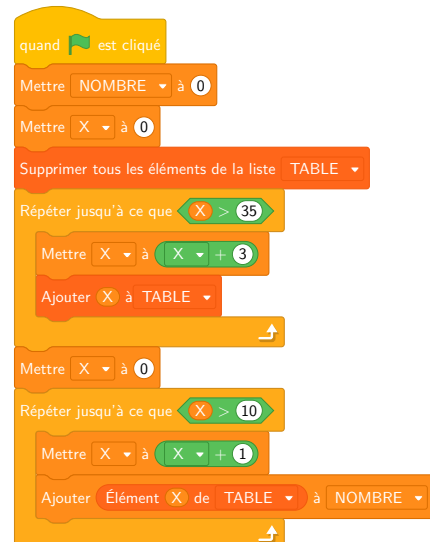 quand est cliqué
Mettre NOMBRE à 0
Mettre X à 0
Supprimer tous les éléments de la liste TABLE
Répéter jusqu'à ce que X > 35
Mettre X à X + 3
Ajouter X à TABLE
Mettre X à 0
Répéter jusqu'à ce que X > 10
Mettre X à X + 1
Ajouter Élément X de TABLE à NOMBRE